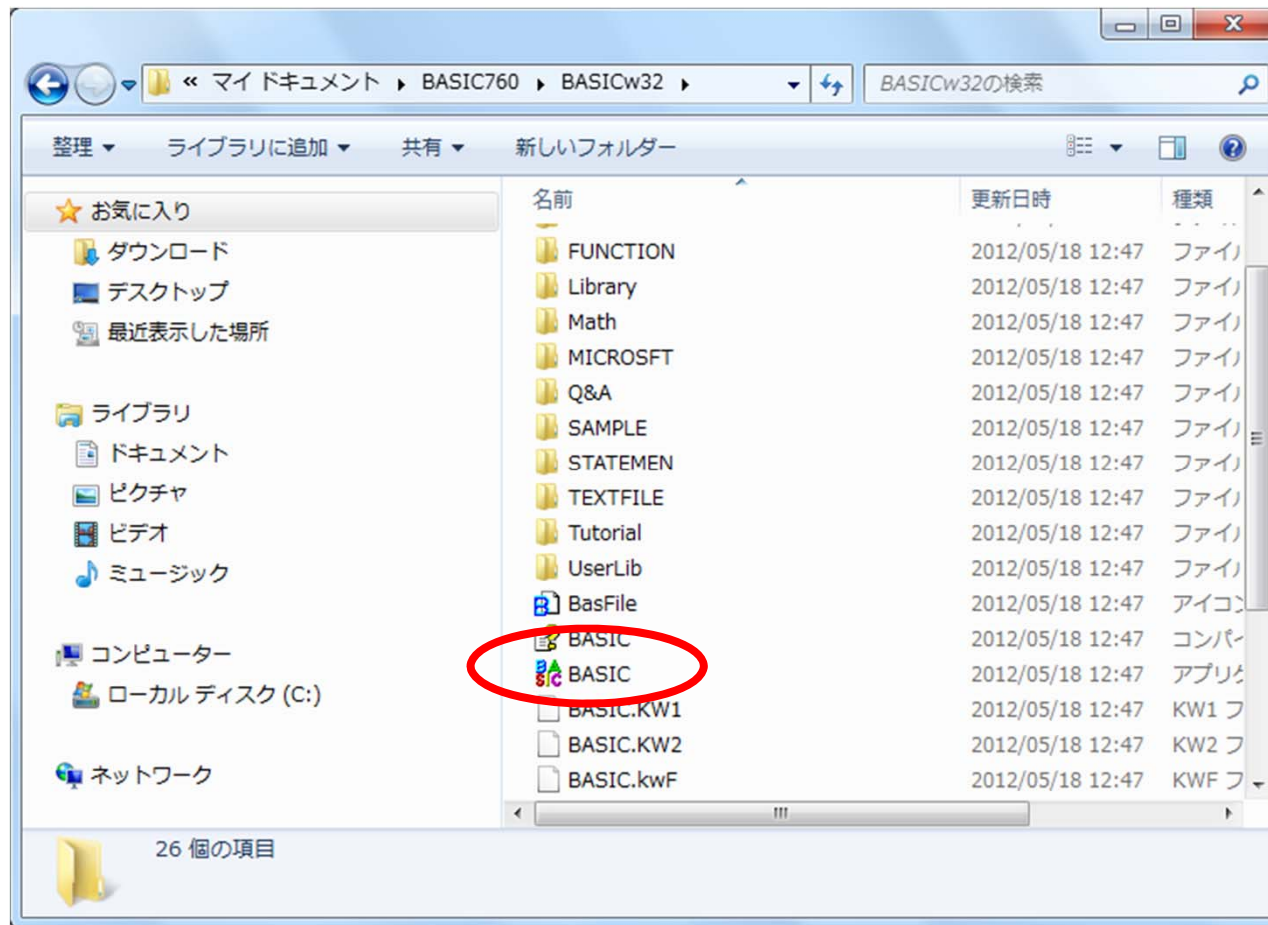 « マイ ドキュメント ▸ BASIC760 ▸ BASICw32 ▸ BASICw32の検索
整理 ライブラリに追加 共有 新しいフォルダー
お気に入り
ダウンロード
デスクトップ
最近表示した場所
ライブラリ
ドキュメント
ピクチャ
ビデオ
ミュージック
コンピューター
ローカル ディスク (C:)
ネットワーク
名前 更新日時 種類
FUNCTION 2012/05/18 12:47 ファイル
Library 2012/05/18 12:47 ファイル
Math 2012/05/18 12:47 ファイル
MICROSFT 2012/05/18 12:47 ファイル
Q&A 2012/05/18 12:47 ファイル
SAMPLE 2012/05/18 12:47 ファイル
STATEMEN 2012/05/18 12:47 ファイル
TEXTFILE 2012/05/18 12:47 ファイル
Tutorial 2012/05/18 12:47 ファイル
UserLib 2012/05/18 12:47 ファイル
BasFile 2012/05/18 12:47 アイコン
BASIC 2012/05/18 12:47 コンパイ
BASIC 2012/05/18 12:47 アプリケ
BASIC.KW1 2012/05/18 12:47 KW1 フ
BASIC.KW2 2012/05/18 12:47 KW2 フ
BASIC.kwF 2012/05/18 12:47 KWF フ
26 個の項目